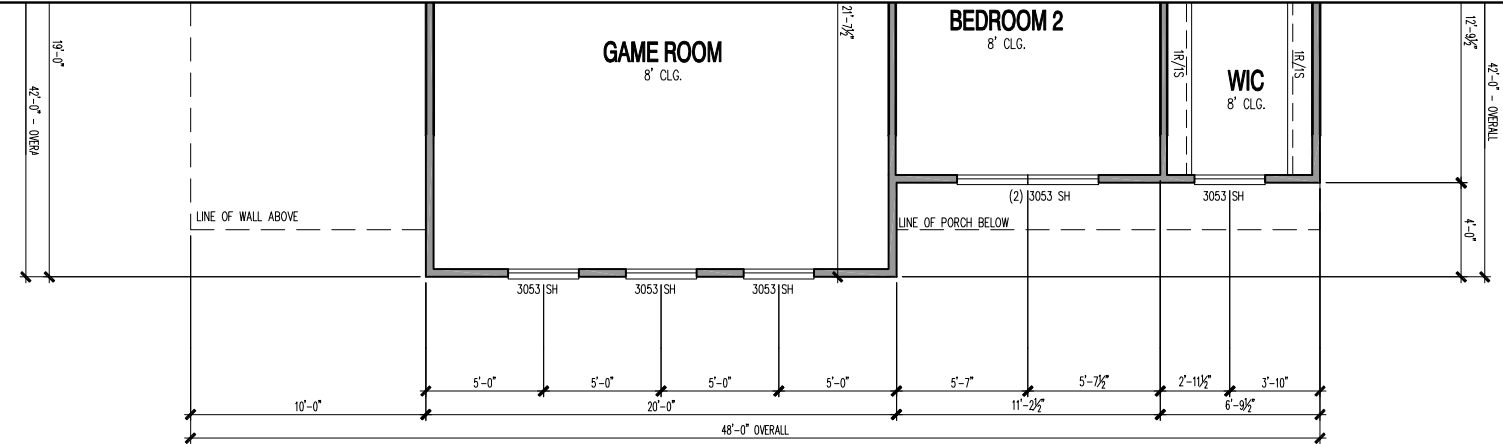 GAME ROOM
8' CLG.
BEDROOM 2
8' CLG.
WIC
8' CLG.
1R/1S
1R/1S
21'-7½"
19'-0"
42'-0" - OVERA
12'-9½"
42'-0" - OVERALL
4'-0"
LINE OF WALL ABOVE
LINE OF PORCH BELOW
(2) 3053 SH
3053 SH
3053 SH
3053 SH
3053 SH
5'-0"
5'-0"
5'-0"
5'-0"
5'-7"
5'-7½"
2'-11½"
3'-10"
10'-0"
20'-0"
11'-2½"
6'-9½"
48'-0" OVERALL